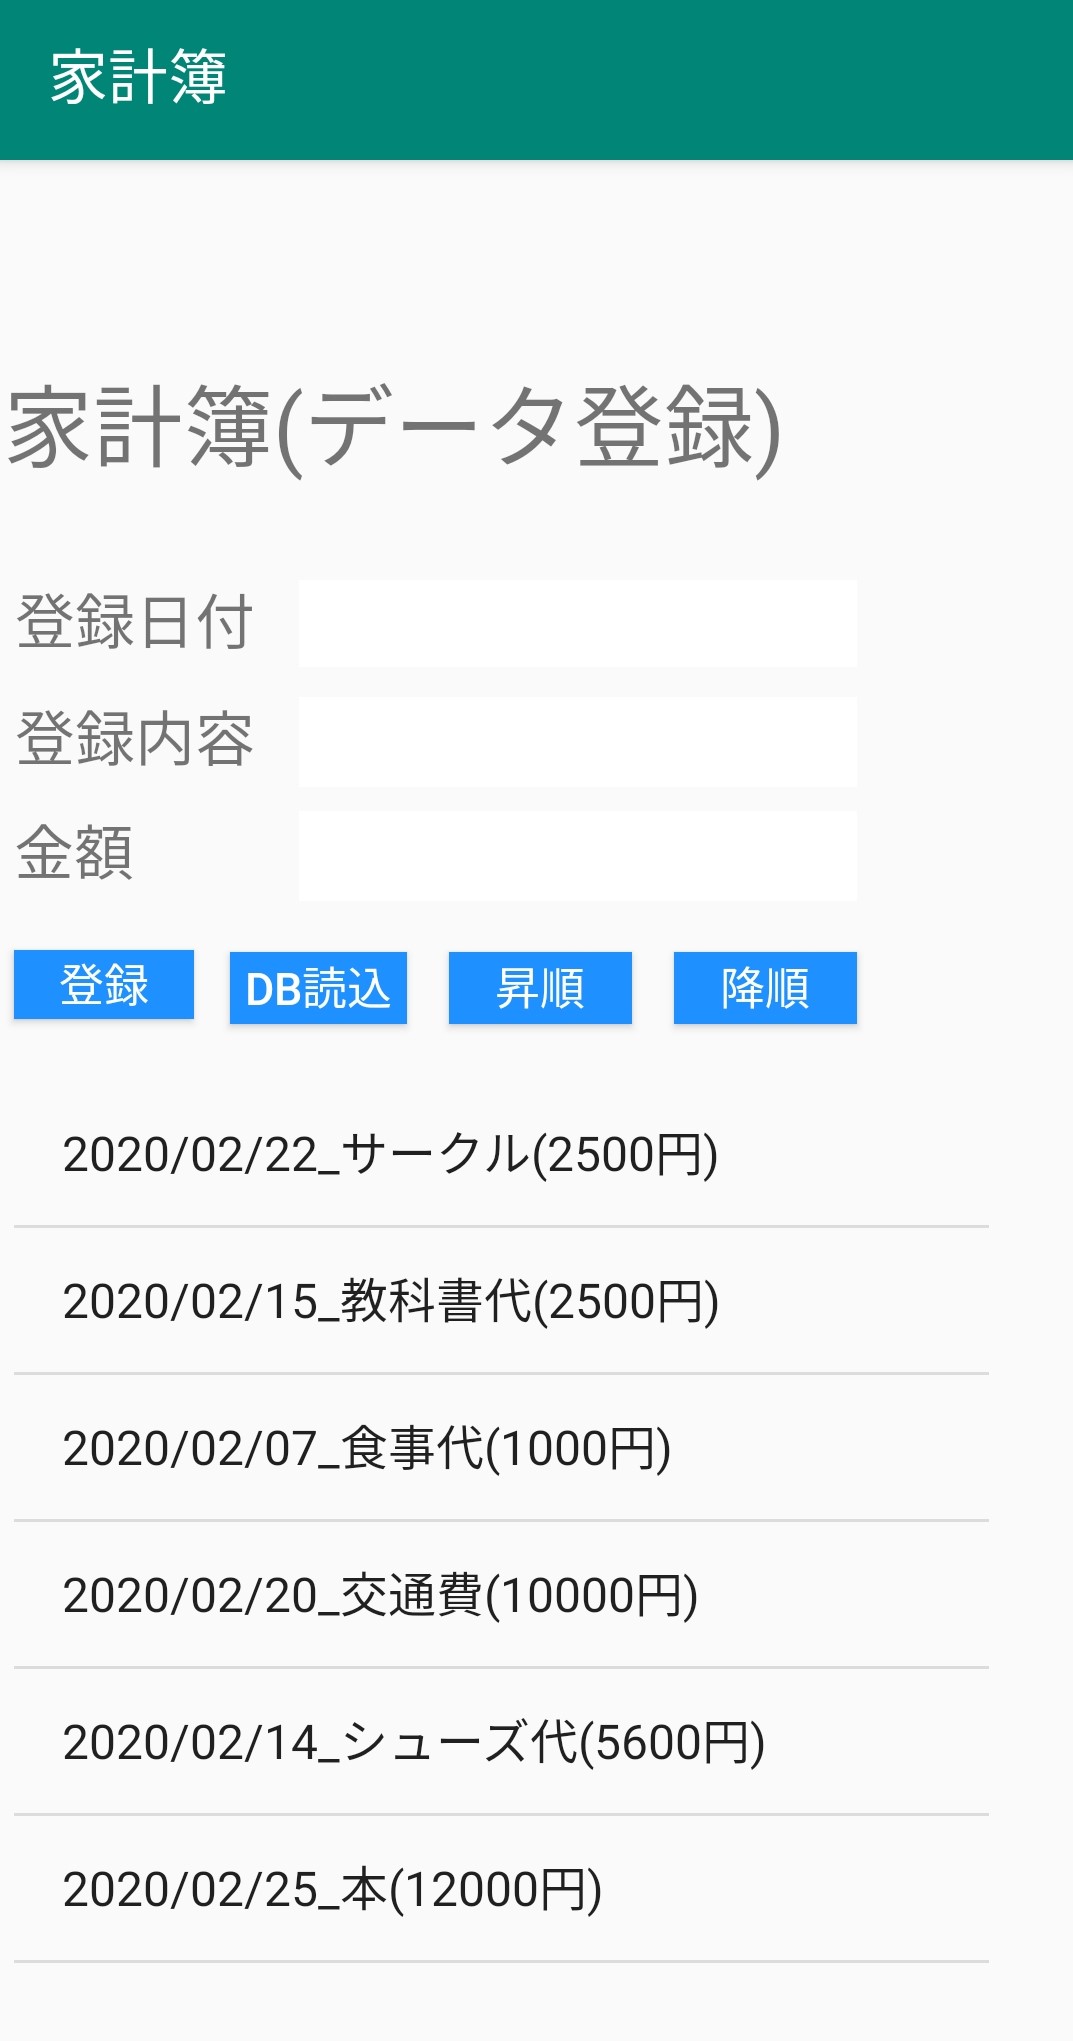 家計簿
家計簿(データ登録)
登録日付
登録内容
金額
登録 DB読込 昇順 降順
2020/02/22_サークル(2500円)
2020/02/15_教科書代(2500円)
2020/02/07_食事代(1000円)
2020/02/20_交通費(10000円)
2020/02/14_シューズ代(5600円)
2020/02/25_本(12000円)